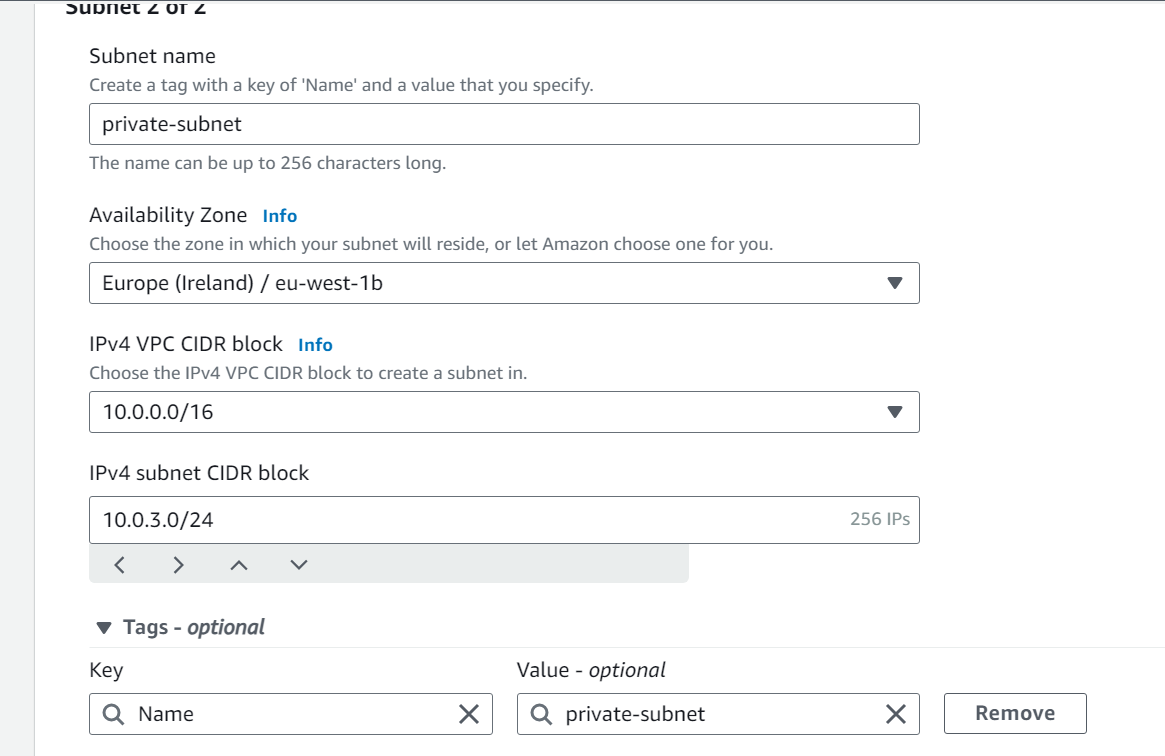 Subnet 2 of 2
Subnet name
Create a tag with a key of 'Name' and a value that you specify.
private-subnet
The name can be up to 256 characters long.
Availability Zone Info
Choose the zone in which your subnet will reside, or let Amazon choose one for you.
Europe (Ireland) / eu-west-1b
IPv4 VPC CIDR block Info
Choose the IPv4 VPC CIDR block to create a subnet in.
10.0.0.0/16
IPv4 subnet CIDR block
10.0.3.0/24 256 IPs
Tags - optional
Key Value - optional
Name private-subnet Remove